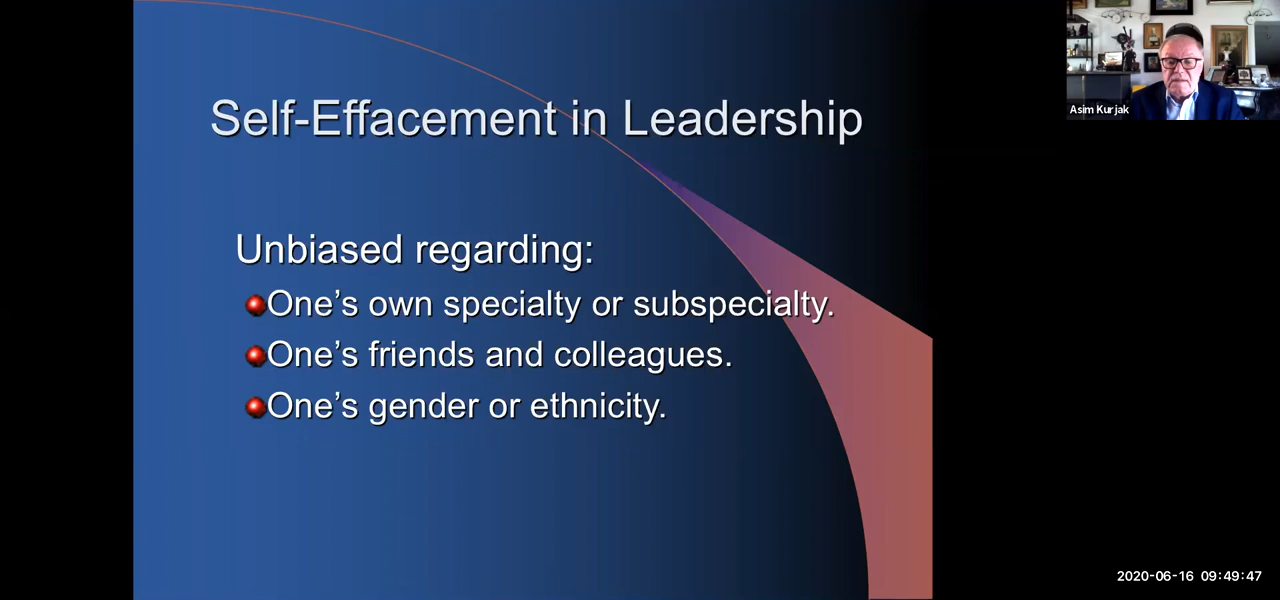 Self-Effacement in Leadership
Unbiased regarding:
One’s own specialty or subspecialty.
One’s friends and colleagues.
One’s gender or ethnicity.
Asim Kurjak
2020-06-16 09:49:47